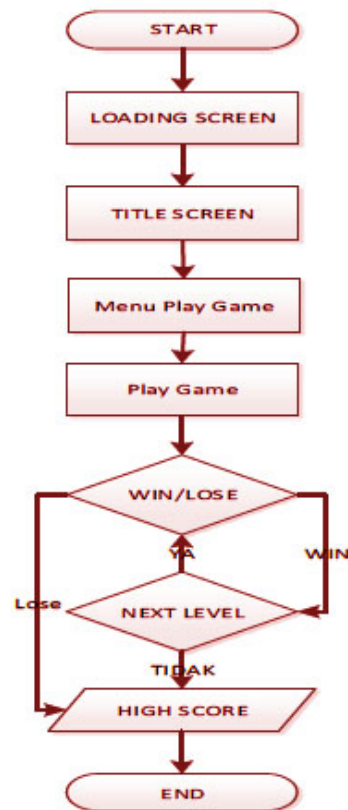 START
LOADING SCREEN
TITLE SCREEN
Menu Play Game
Play Game
WIN/LOSE
YA
WIN
Lose
NEXT LEVEL
TIDAK
HIGH SCORE
END